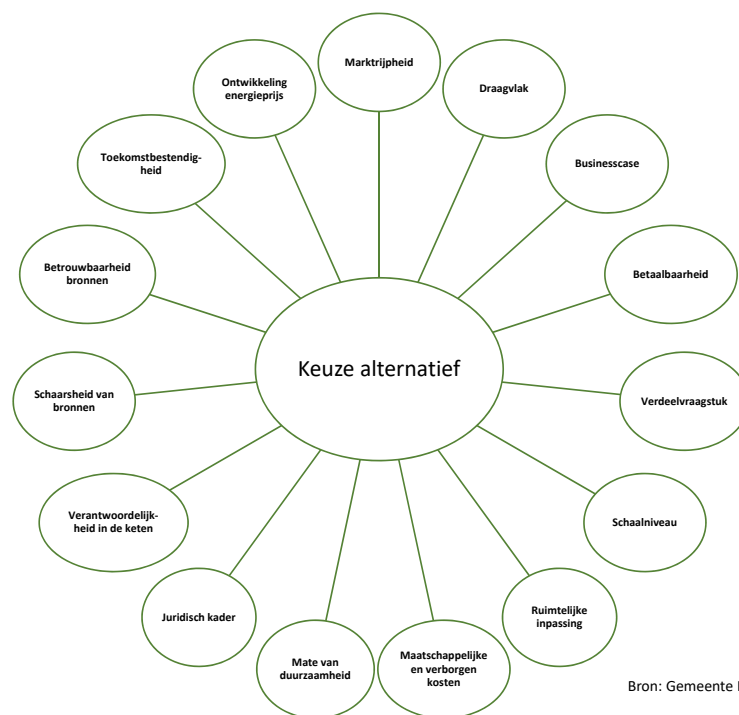 Marktrijpheid
Draagvlak
Businesscase
Betaalbaarheid
Verdeelvraagstuk
Schaalniveau
Ruimtelijke
inpassing
Maatschappelijke
en verborgen
kosten
Mate van
duurzaamheid
Juridisch kader
Verantwoordelijk-
heid in de keten
Schaarsheid van
bronnen
Betrouwbaarheid
bronnen
Toekomstbestendig-
heid
Ontwikkeling
energieprijs
Keuze alternatief
Bron: Gemeente